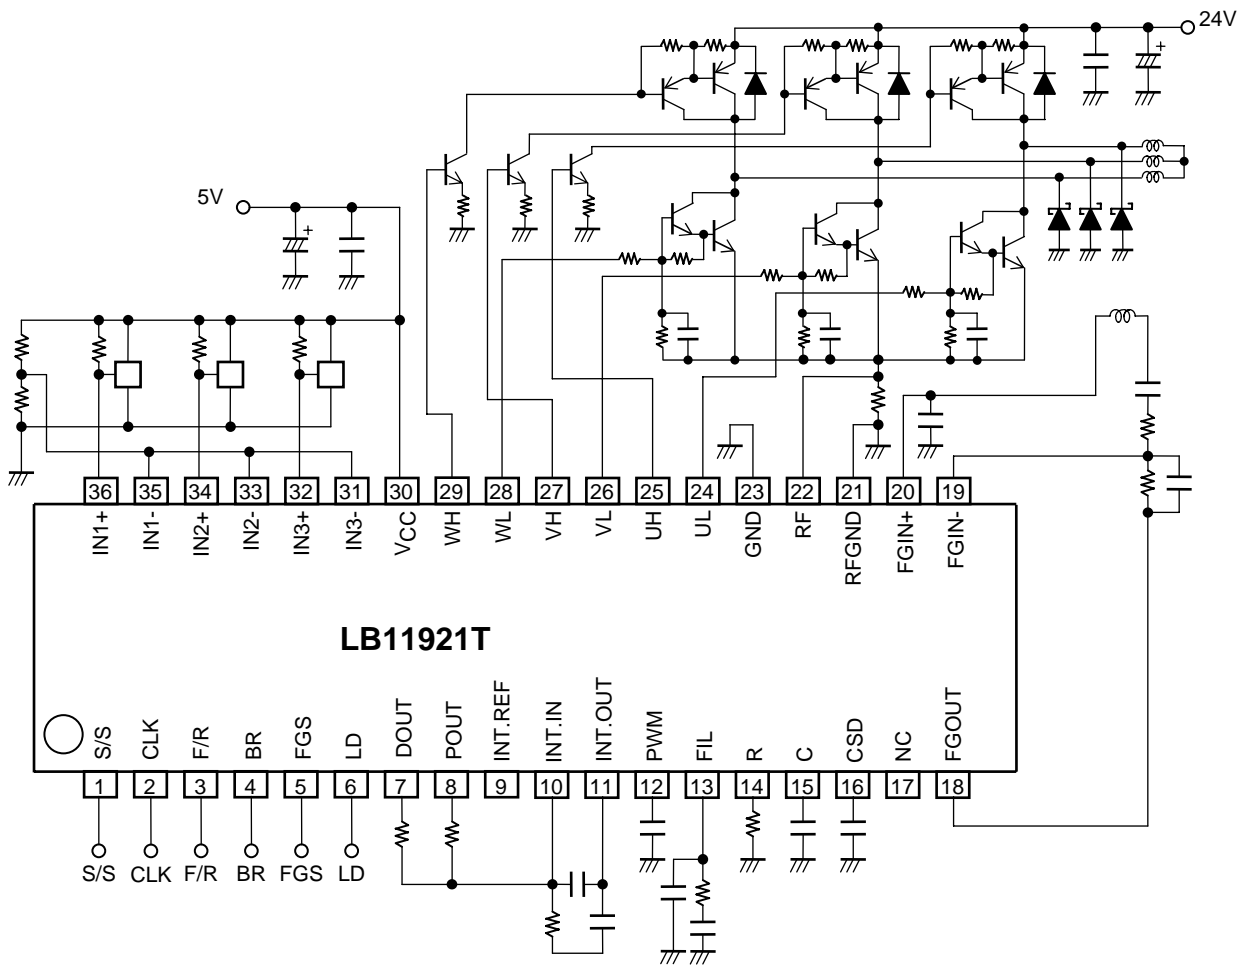 24V
+
5V
+
36 35 34 33 32 31 30 29 28 27 26 25 24 23 22 21 20 19
IN1+ IN1- IN2+ IN2- IN3+ IN3- VCC WH WL VH VL UH UL GND RF RFGND FGIN+ FGIN-
LB11921T
S/S CLK F/R BR FGS LD DOUT POUT INT.REF INT.IN INT.OUT PWM FIL R C CSD NC FGOUT
1 2 3 4 5 6 7 8 9 10 11 12 13 14 15 16 17 18
S/S CLK F/R BR FGS LD